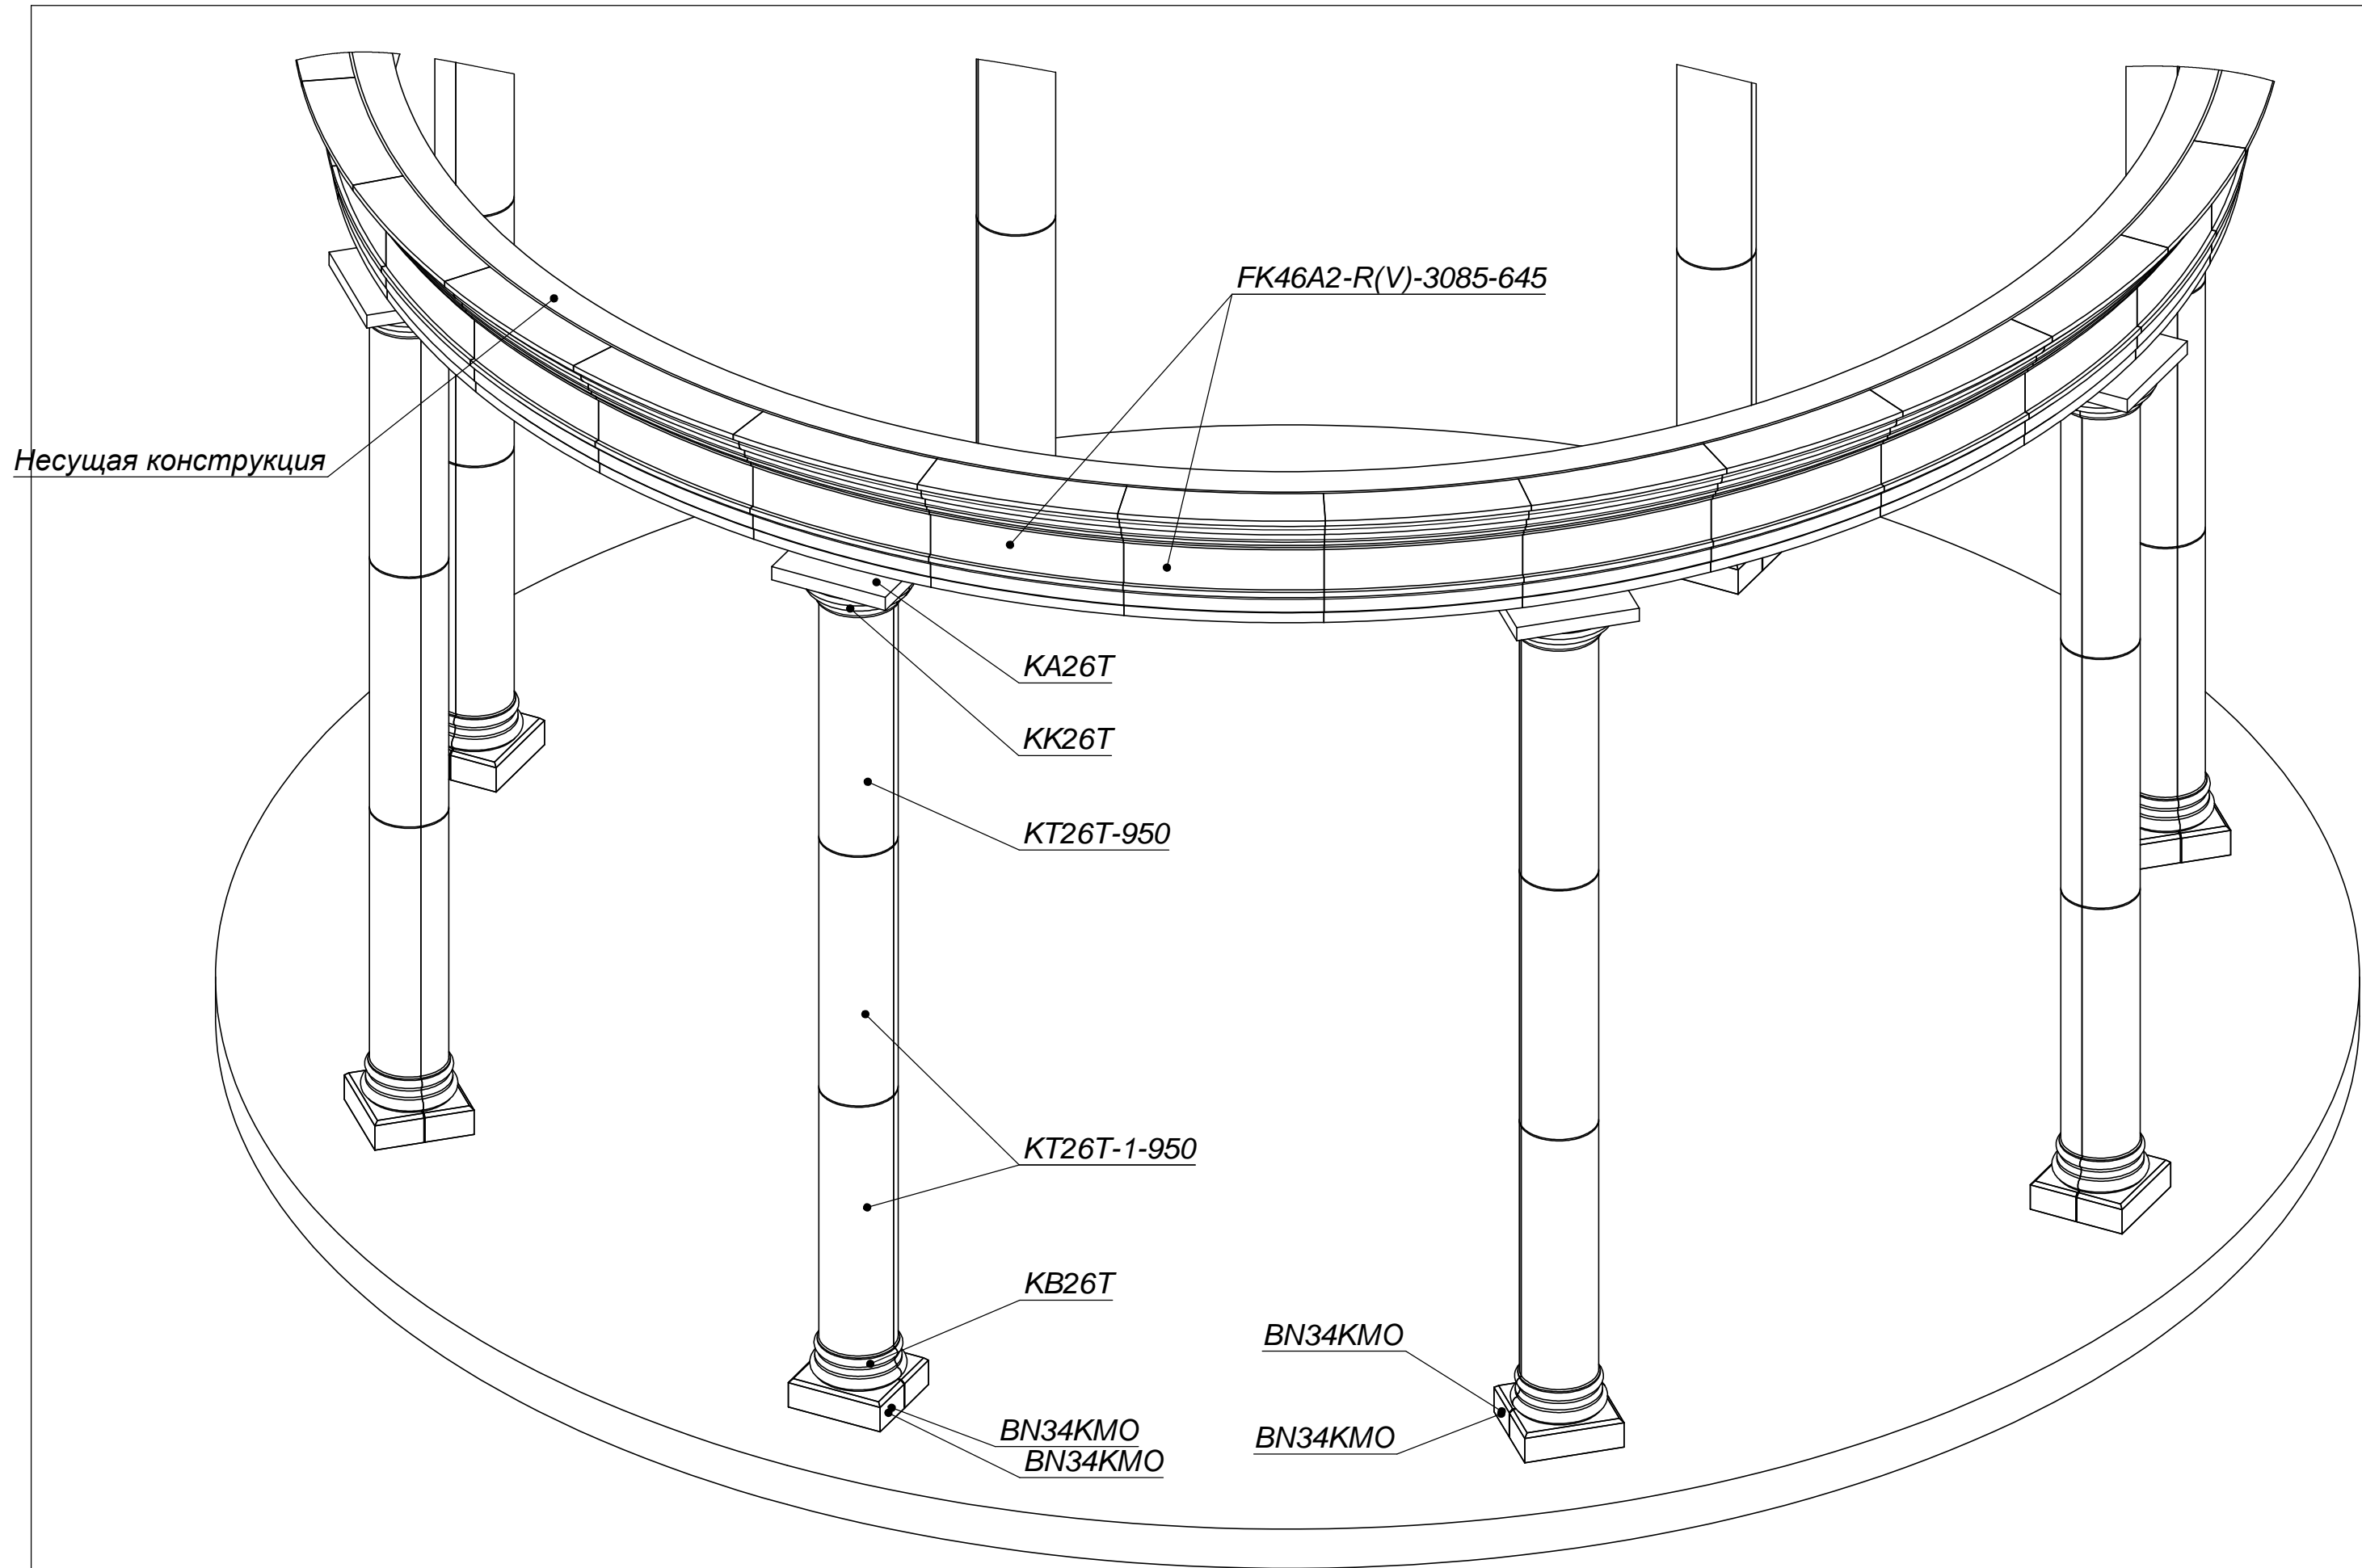 FK46A2-R(V)-3085-645
Несущая конструкция
KA26T
KK26T
KT26T-950
KT26T-1-950
KB26T
BN34KMO
BN34KMO
BN34KMO
BN34KMO